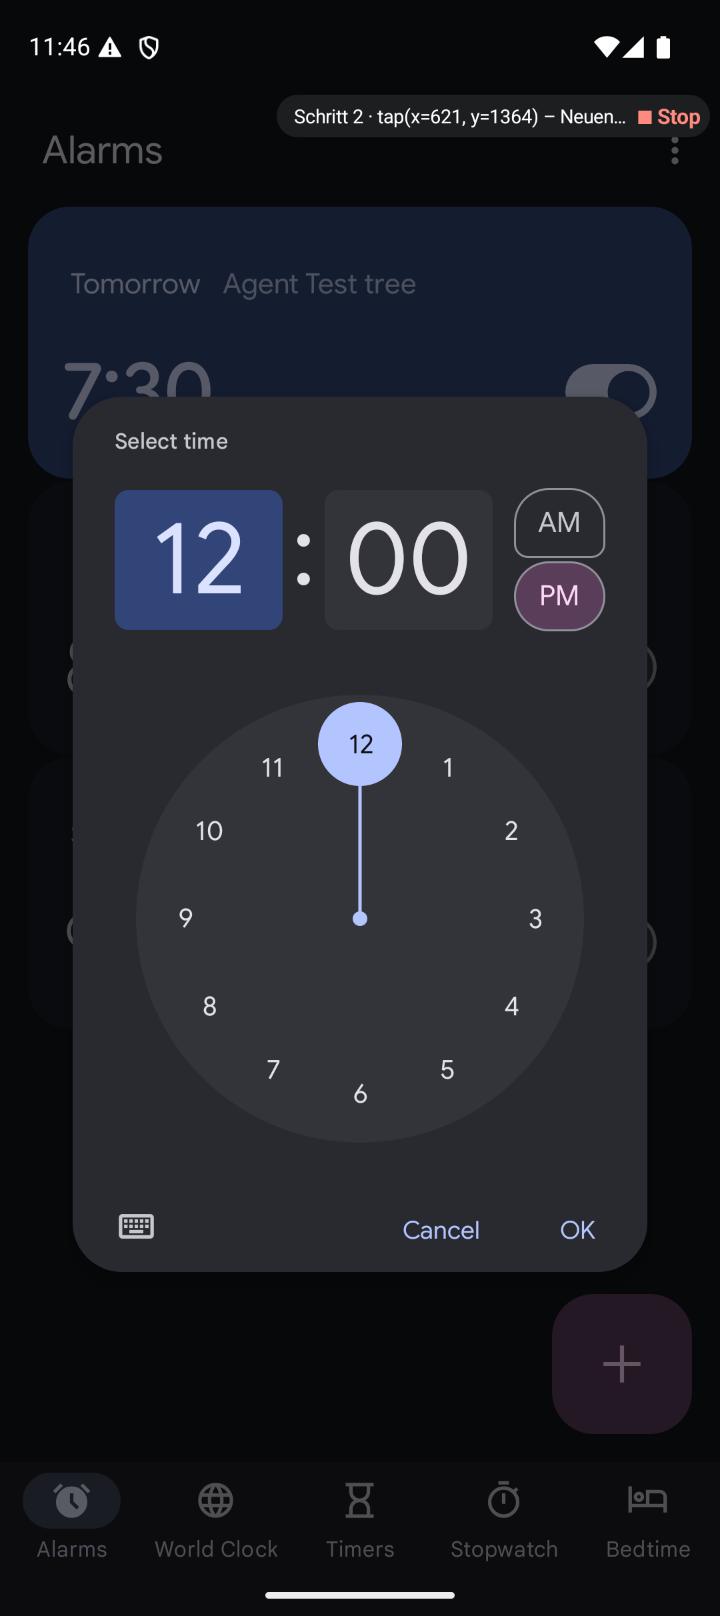 11:46
Schritt 2 · tap(x=621, y=1364) – Neuen… Stop
Alarms
Tomorrow Agent Test tree
7:30
Select time
12 : 00
AM
PM
12
11 1
10 2
9 3
8 4
7 5
6
Cancel OK
Alarms World Clock Timers Stopwatch Bedtime